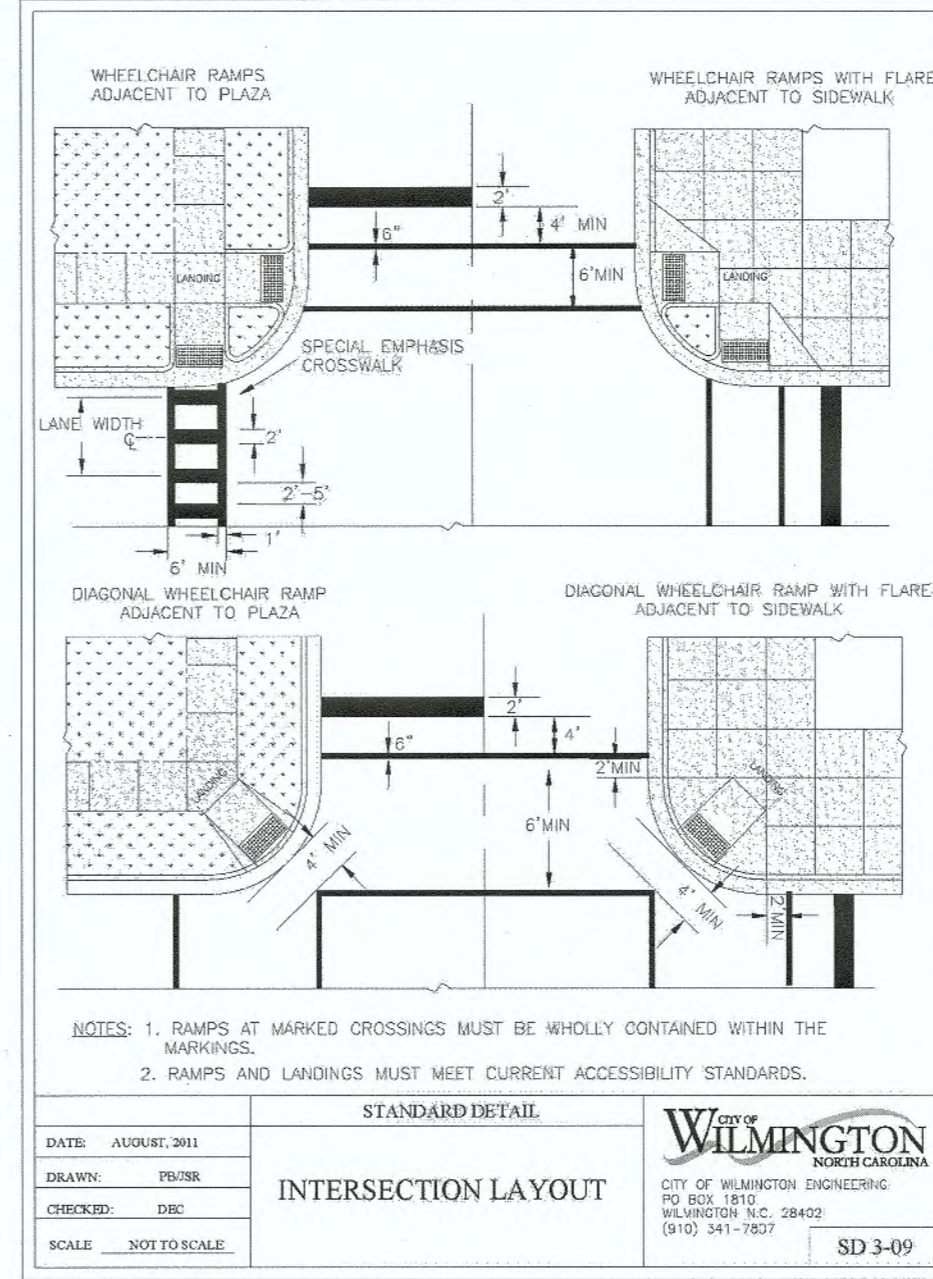 WHEELCHAIR RAMPS
ADJACENT TO PLAZA
WHEELCHAIR RAMPS WITH FLARE
ADJACENT TO SIDEWALK
2'
4' MIN
6"
6'MIN
LANDING
LANDING
SPECIAL EMPHASIS
CROSSWALK
LANE WIDTH
℄
2'
2'-5'
1'
6' MIN
DIAGONAL WHEELCHAIR RAMP
ADJACENT TO PLAZA
DIAGONAL WHEELCHAIR RAMP WITH FLARE
ADJACENT TO SIDEWALK
2'
4'
6"
2'MIN
LANDING
LANDING
6'MIN
4' MIN
4' MIN
2'MIN
NOTES: 1. RAMPS AT MARKED CROSSINGS MUST BE WHOLLY CONTAINED WITHIN THE
MARKINGS.
2. RAMPS AND LANDINGS MUST MEET CURRENT ACCESSIBILITY STANDARDS.
STANDARD DETAIL
DATE: AUGUST, 2011
DRAWN: PB/JSR
CHECKED: DEC
SCALE NOT TO SCALE
INTERSECTION LAYOUT
CITY OF
WILMINGTON
NORTH CAROLINA
CITY OF WILMINGTON ENGINEERING
PO BOX 1810
WILMINGTON N.C. 28402
(910) 341-7807
SD 3-09